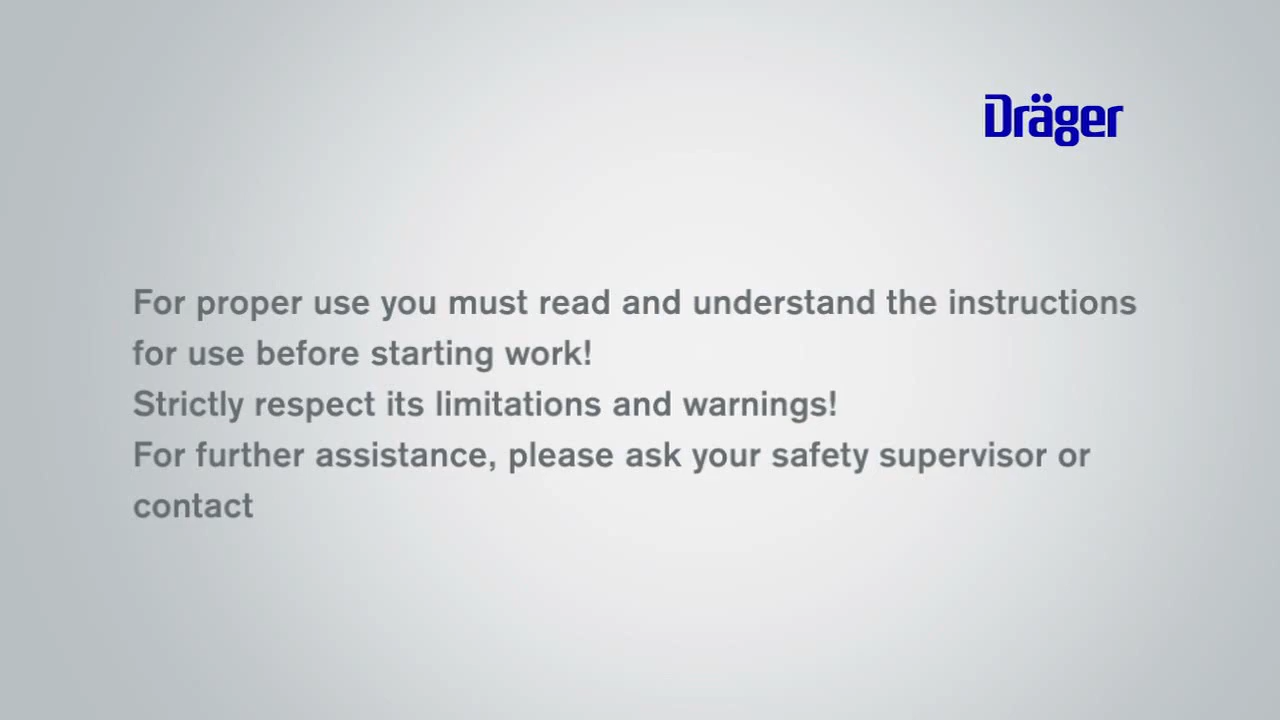 Dräger
For proper use you must read and understand the instructions
for use before starting work!
Strictly respect its limitations and warnings!
For further assistance, please ask your safety supervisor or
contact